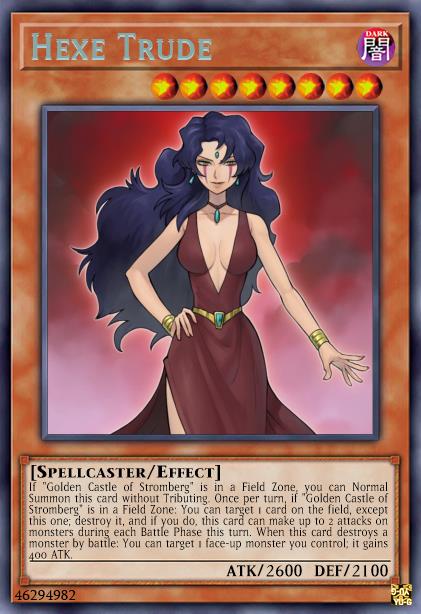 Hexe Trude
DARK
闇
[Spellcaster/Effect]
If "Golden Castle of Stromberg" is in a Field Zone, you can Normal
Summon this card without Tributing. Once per turn, if "Golden Castle of
Stromberg" is in a Field Zone: You can target 1 card on the field, except
this one; destroy it, and if you do, this card can make up to 2 attacks on
monsters during each Battle Phase this turn. When this card destroys a
monster by battle: You can target 1 face-up monster you control; it gains
400 ATK.
ATK/2600 DEF/2100
46294982